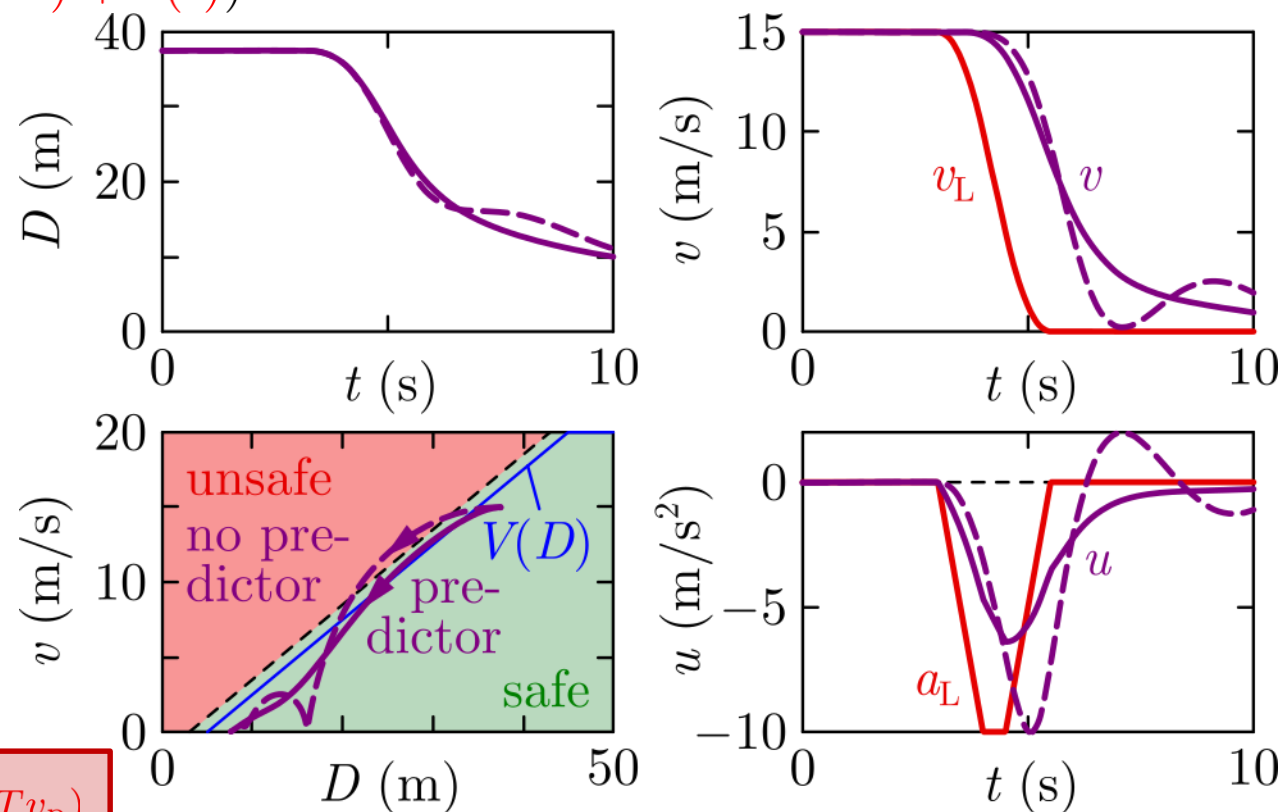 40
20
0
D (m)
0
t (s)
10
15
10
5
0
v (m/s)
v_L
v
0
t (s)
10
20
10
0
v (m/s)
unsafe
no pre-
dictor
V(D)
pre-
dictor
safe
0
D (m)
50
0
−5
−10
u (m/s²)
a_L
u
0
t (s)
10